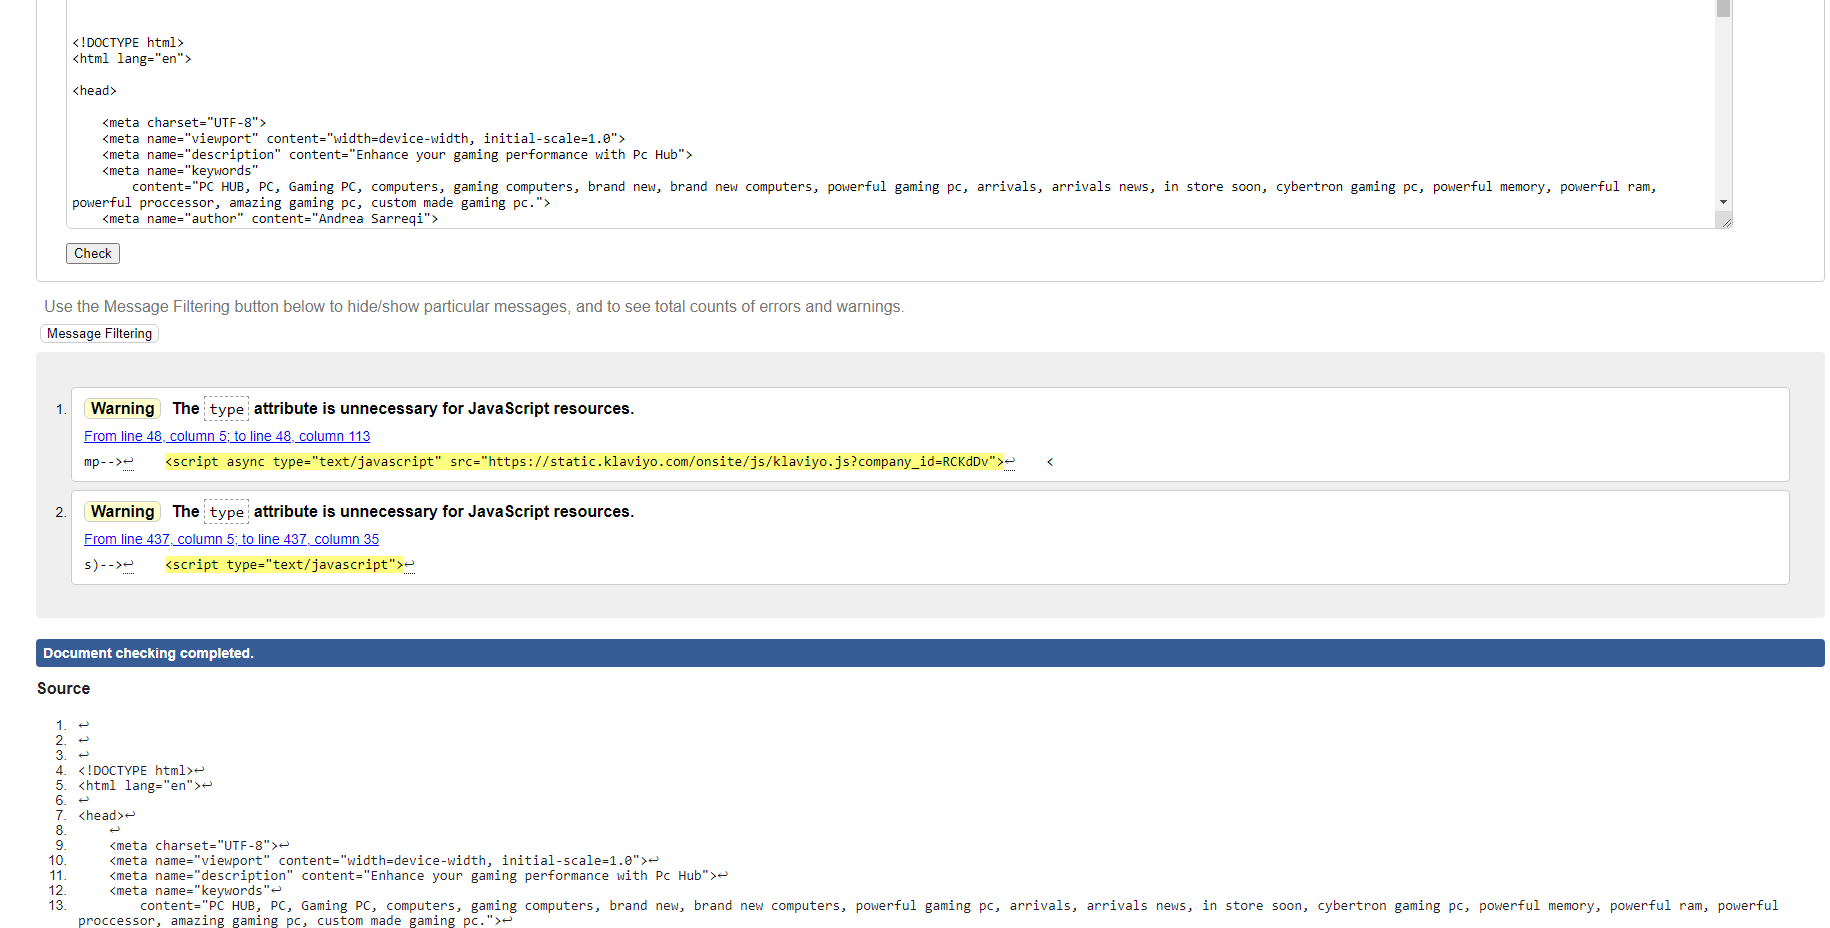 <!DOCTYPE html>
<html lang="en">
<head>
<meta charset="UTF-8">
<meta name="viewport" content="width=device-width, initial-scale=1.0">
<meta name="description" content="Enhance your gaming performance with Pc Hub">
<meta name="keywords"
content="PC HUB, PC, Gaming PC, computers, gaming computers, brand new, brand new computers, powerful gaming pc, arrivals, arrivals news, in store soon, cybertron gaming pc, powerful memory, powerful ram,
powerful proccessor, amazing gaming pc, custom made gaming pc.">
<meta name="author" content="Andrea Sarreqi">
Check
Use the Message Filtering button below to hide/show particular messages, and to see total counts of errors and warnings.
Message Filtering
1. Warning The type attribute is unnecessary for JavaScript resources.
From line 48, column 5; to line 48, column 113
mp-->↩    <script async type="text/javascript" src="https://static.klaviyo.com/onsite/js/klaviyo.js?company_id=RCKdDv">↩    <
2. Warning The type attribute is unnecessary for JavaScript resources.
From line 437, column 5; to line 437, column 35
s)-->↩    <script type="text/javascript">↩
Document checking completed.
Source
1. ↩
2. ↩
3. ↩
4. <!DOCTYPE html>↩
5. <html lang="en">↩
6. ↩
7. <head>↩
8. ↩
9. <meta charset="UTF-8">↩
10. <meta name="viewport" content="width=device-width, initial-scale=1.0">↩
11. <meta name="description" content="Enhance your gaming performance with Pc Hub">↩
12. <meta name="keywords"↩
13. content="PC HUB, PC, Gaming PC, computers, gaming computers, brand new, brand new computers, powerful gaming pc, arrivals, arrivals news, in store soon, cybertron gaming pc, powerful memory, powerful ram, powerful
proccessor, amazing gaming pc, custom made gaming pc.">↩